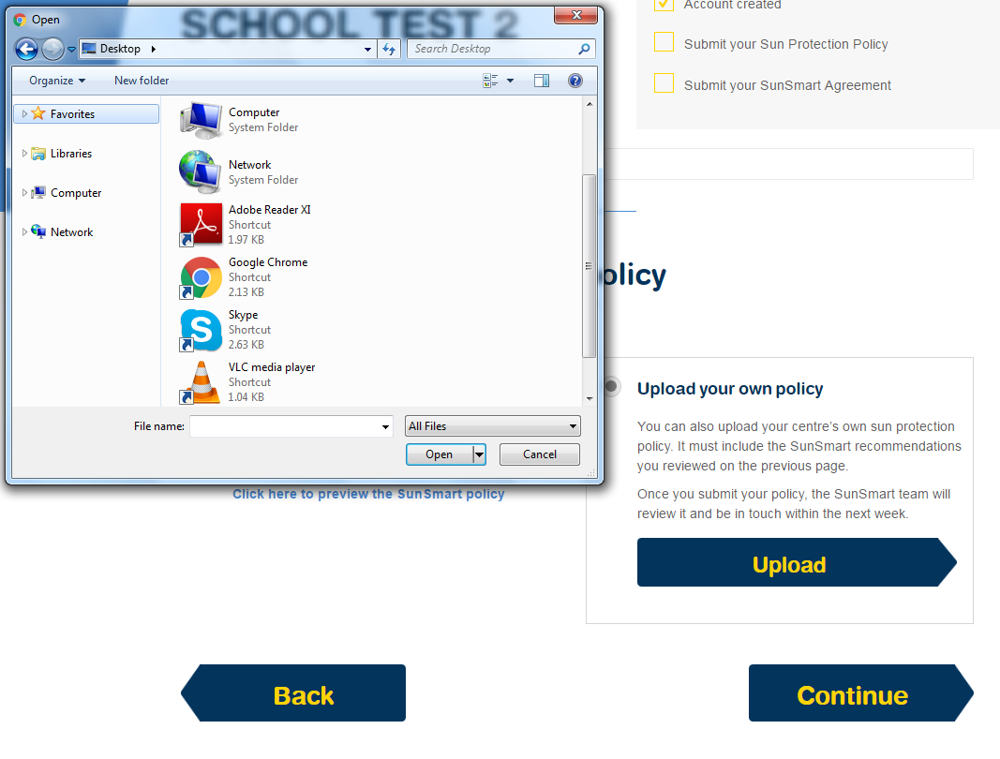 Open
SCHOOL TEST 2
Desktop
Search Desktop
Organize
New folder
Favorites
Libraries
Computer
Network
Computer
System Folder
Network
System Folder
Adobe Reader XI
Shortcut
1.97 KB
Google Chrome
Shortcut
2.13 KB
Skype
Shortcut
2.63 KB
VLC media player
Shortcut
1.04 KB
File name:
All Files
Open
Cancel
Account created
Submit your Sun Protection Policy
Submit your SunSmart Agreement
olicy
Click here to preview the SunSmart policy
Upload your own policy
You can also upload your centre's own sun protection
policy. It must include the SunSmart recommendations
you reviewed on the previous page.
Once you submit your policy, the SunSmart team will
review it and be in touch within the next week.
Upload
Back
Continue